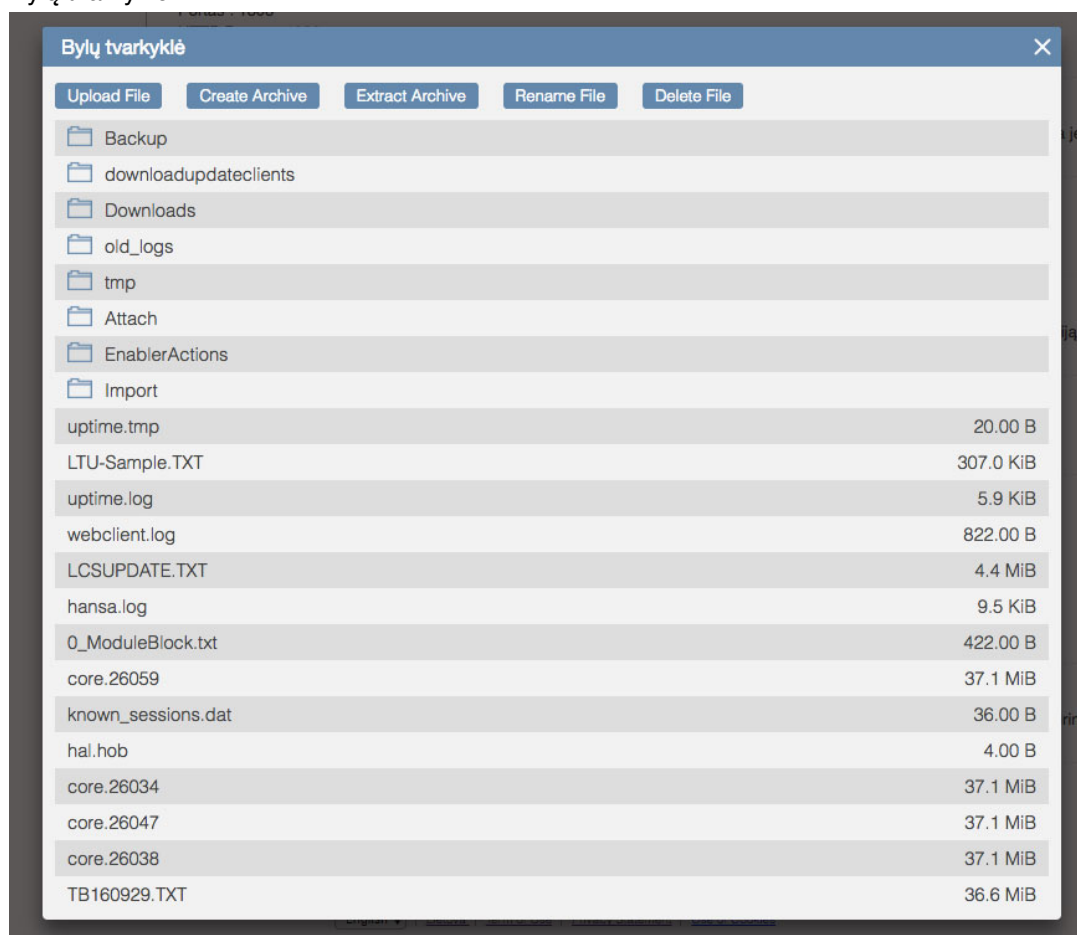 Bylų tvarkyklė
Upload File Create Archive Extract Archive Rename File Delete File
Backup
downloadupdateclients
Downloads
old_logs
tmp
Attach
EnablerActions
Import
uptime.tmp 20.00 B
LTU-Sample.TXT 307.0 KiB
uptime.log 5.9 KiB
webclient.log 822.00 B
LCSUPDATE.TXT 4.4 MiB
hansa.log 9.5 KiB
0_ModuleBlock.txt 422.00 B
core.26059 37.1 MiB
known_sessions.dat 36.00 B
hal.hob 4.00 B
core.26034 37.1 MiB
core.26047 37.1 MiB
core.26038 37.1 MiB
TB160929.TXT 36.6 MiB